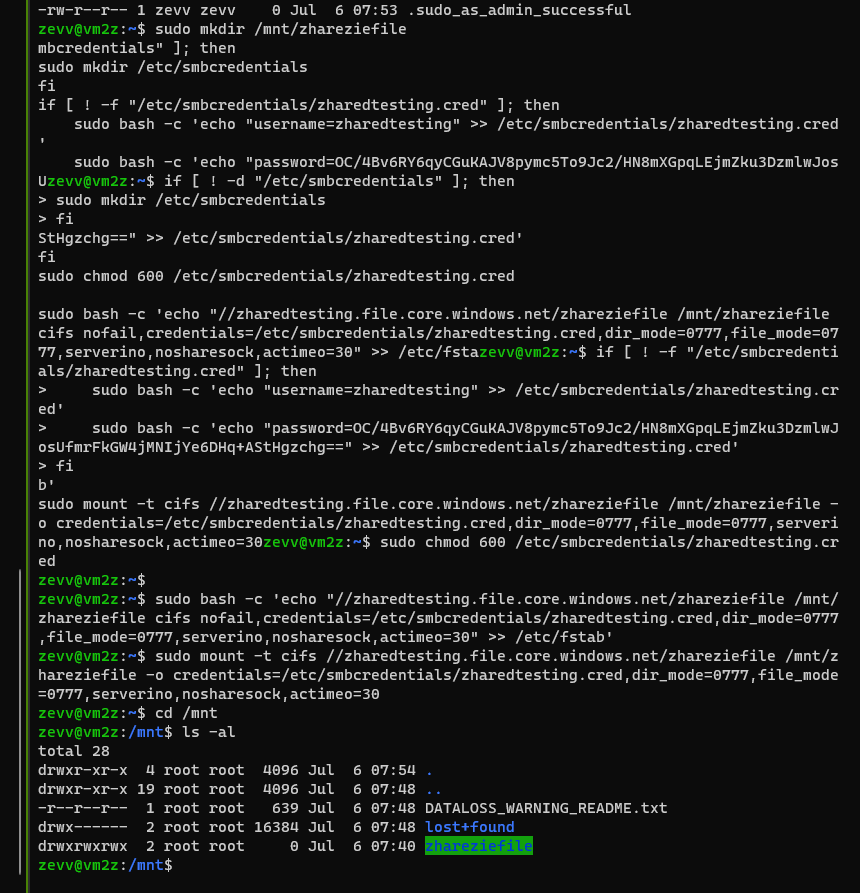 -rw-r--r-- 1 zevv zevv    0 Jul  6 07:53 .sudo_as_admin_successful
zevv@vm2z:~$ sudo mkdir /mnt/zhareziefile
mbcredentials" ]; then
sudo mkdir /etc/smbcredentials
fi
if [ ! -f "/etc/smbcredentials/zharedtesting.cred" ]; then
    sudo bash -c 'echo "username=zharedtesting" >> /etc/smbcredentials/zharedtesting.cred
'
    sudo bash -c 'echo "password=OC/4Bv6RY6qyCGuKAJV8pymc5To9Jc2/HN8mXGpqLEjmZku3DzmlwJos
Uzevv@vm2z:~$ if [ ! -d "/etc/smbcredentials" ]; then
> sudo mkdir /etc/smbcredentials
> fi
StHgzchg==" >> /etc/smbcredentials/zharedtesting.cred'
fi
sudo chmod 600 /etc/smbcredentials/zharedtesting.cred

sudo bash -c 'echo "//zharedtesting.file.core.windows.net/zhareziefile /mnt/zhareziefile
cifs nofail,credentials=/etc/smbcredentials/zharedtesting.cred,dir_mode=0777,file_mode=07
77,serverino,nosharesock,actimeo=30" >> /etc/fstazevv@vm2z:~$ if [ ! -f "/etc/smbcredenti
als/zharedtesting.cred" ]; then
>     sudo bash -c 'echo "username=zharedtesting" >> /etc/smbcredentials/zharedtesting.cr
ed'
>     sudo bash -c 'echo "password=OC/4Bv6RY6qyCGuKAJV8pymc5To9Jc2/HN8mXGpqLEjmZku3DzmlwJ
osUfmrFkGW4jMNIjYe6DHq+AStHgzchg==" >> /etc/smbcredentials/zharedtesting.cred'
> fi
b'
sudo mount -t cifs //zharedtesting.file.core.windows.net/zhareziefile /mnt/zhareziefile -
o credentials=/etc/smbcredentials/zharedtesting.cred,dir_mode=0777,file_mode=0777,serveri
no,nosharesock,actimeo=30zevv@vm2z:~$ sudo chmod 600 /etc/smbcredentials/zharedtesting.cr
ed
zevv@vm2z:~$
zevv@vm2z:~$ sudo bash -c 'echo "//zharedtesting.file.core.windows.net/zhareziefile /mnt/
zhareziefile cifs nofail,credentials=/etc/smbcredentials/zharedtesting.cred,dir_mode=0777
,file_mode=0777,serverino,nosharesock,actimeo=30" >> /etc/fstab'
zevv@vm2z:~$ sudo mount -t cifs //zharedtesting.file.core.windows.net/zhareziefile /mnt/z
hareziefile -o credentials=/etc/smbcredentials/zharedtesting.cred,dir_mode=0777,file_mode
=0777,serverino,nosharesock,actimeo=30
zevv@vm2z:~$ cd /mnt
zevv@vm2z:/mnt$ ls -al
total 28
drwxr-xr-x  4 root root  4096 Jul  6 07:54 .
drwxr-xr-x 19 root root  4096 Jul  6 07:48 ..
-r--r--r--  1 root root   639 Jul  6 07:48 DATALOSS_WARNING_README.txt
drwx------  2 root root 16384 Jul  6 07:48 lost+found
drwxrwxrwx  2 root root     0 Jul  6 07:40 zhareziefile
zevv@vm2z:/mnt$